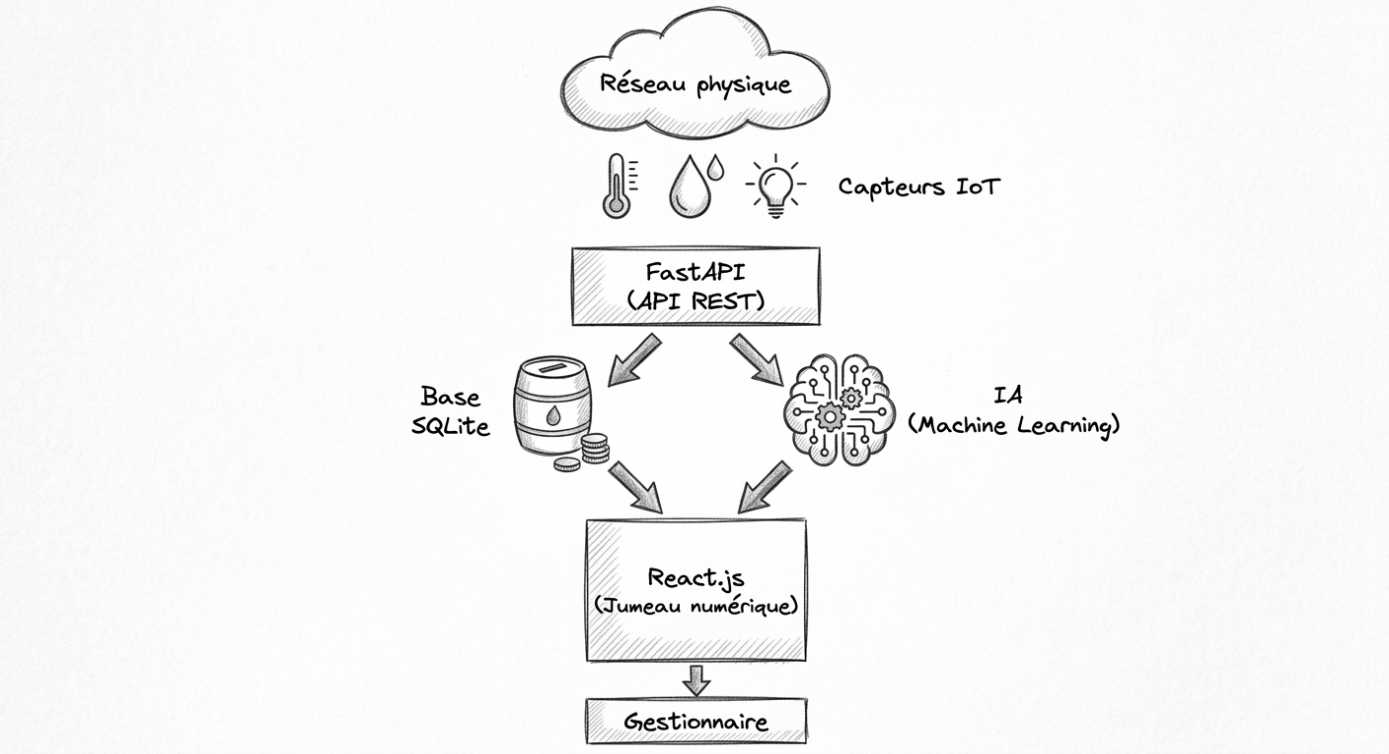 Réseau physique
Capteurs IoT
FastAPI
(API REST)
Base
SQLite
IA
(Machine Learning)
React.js
(Jumeau numérique)
Gestionnaire